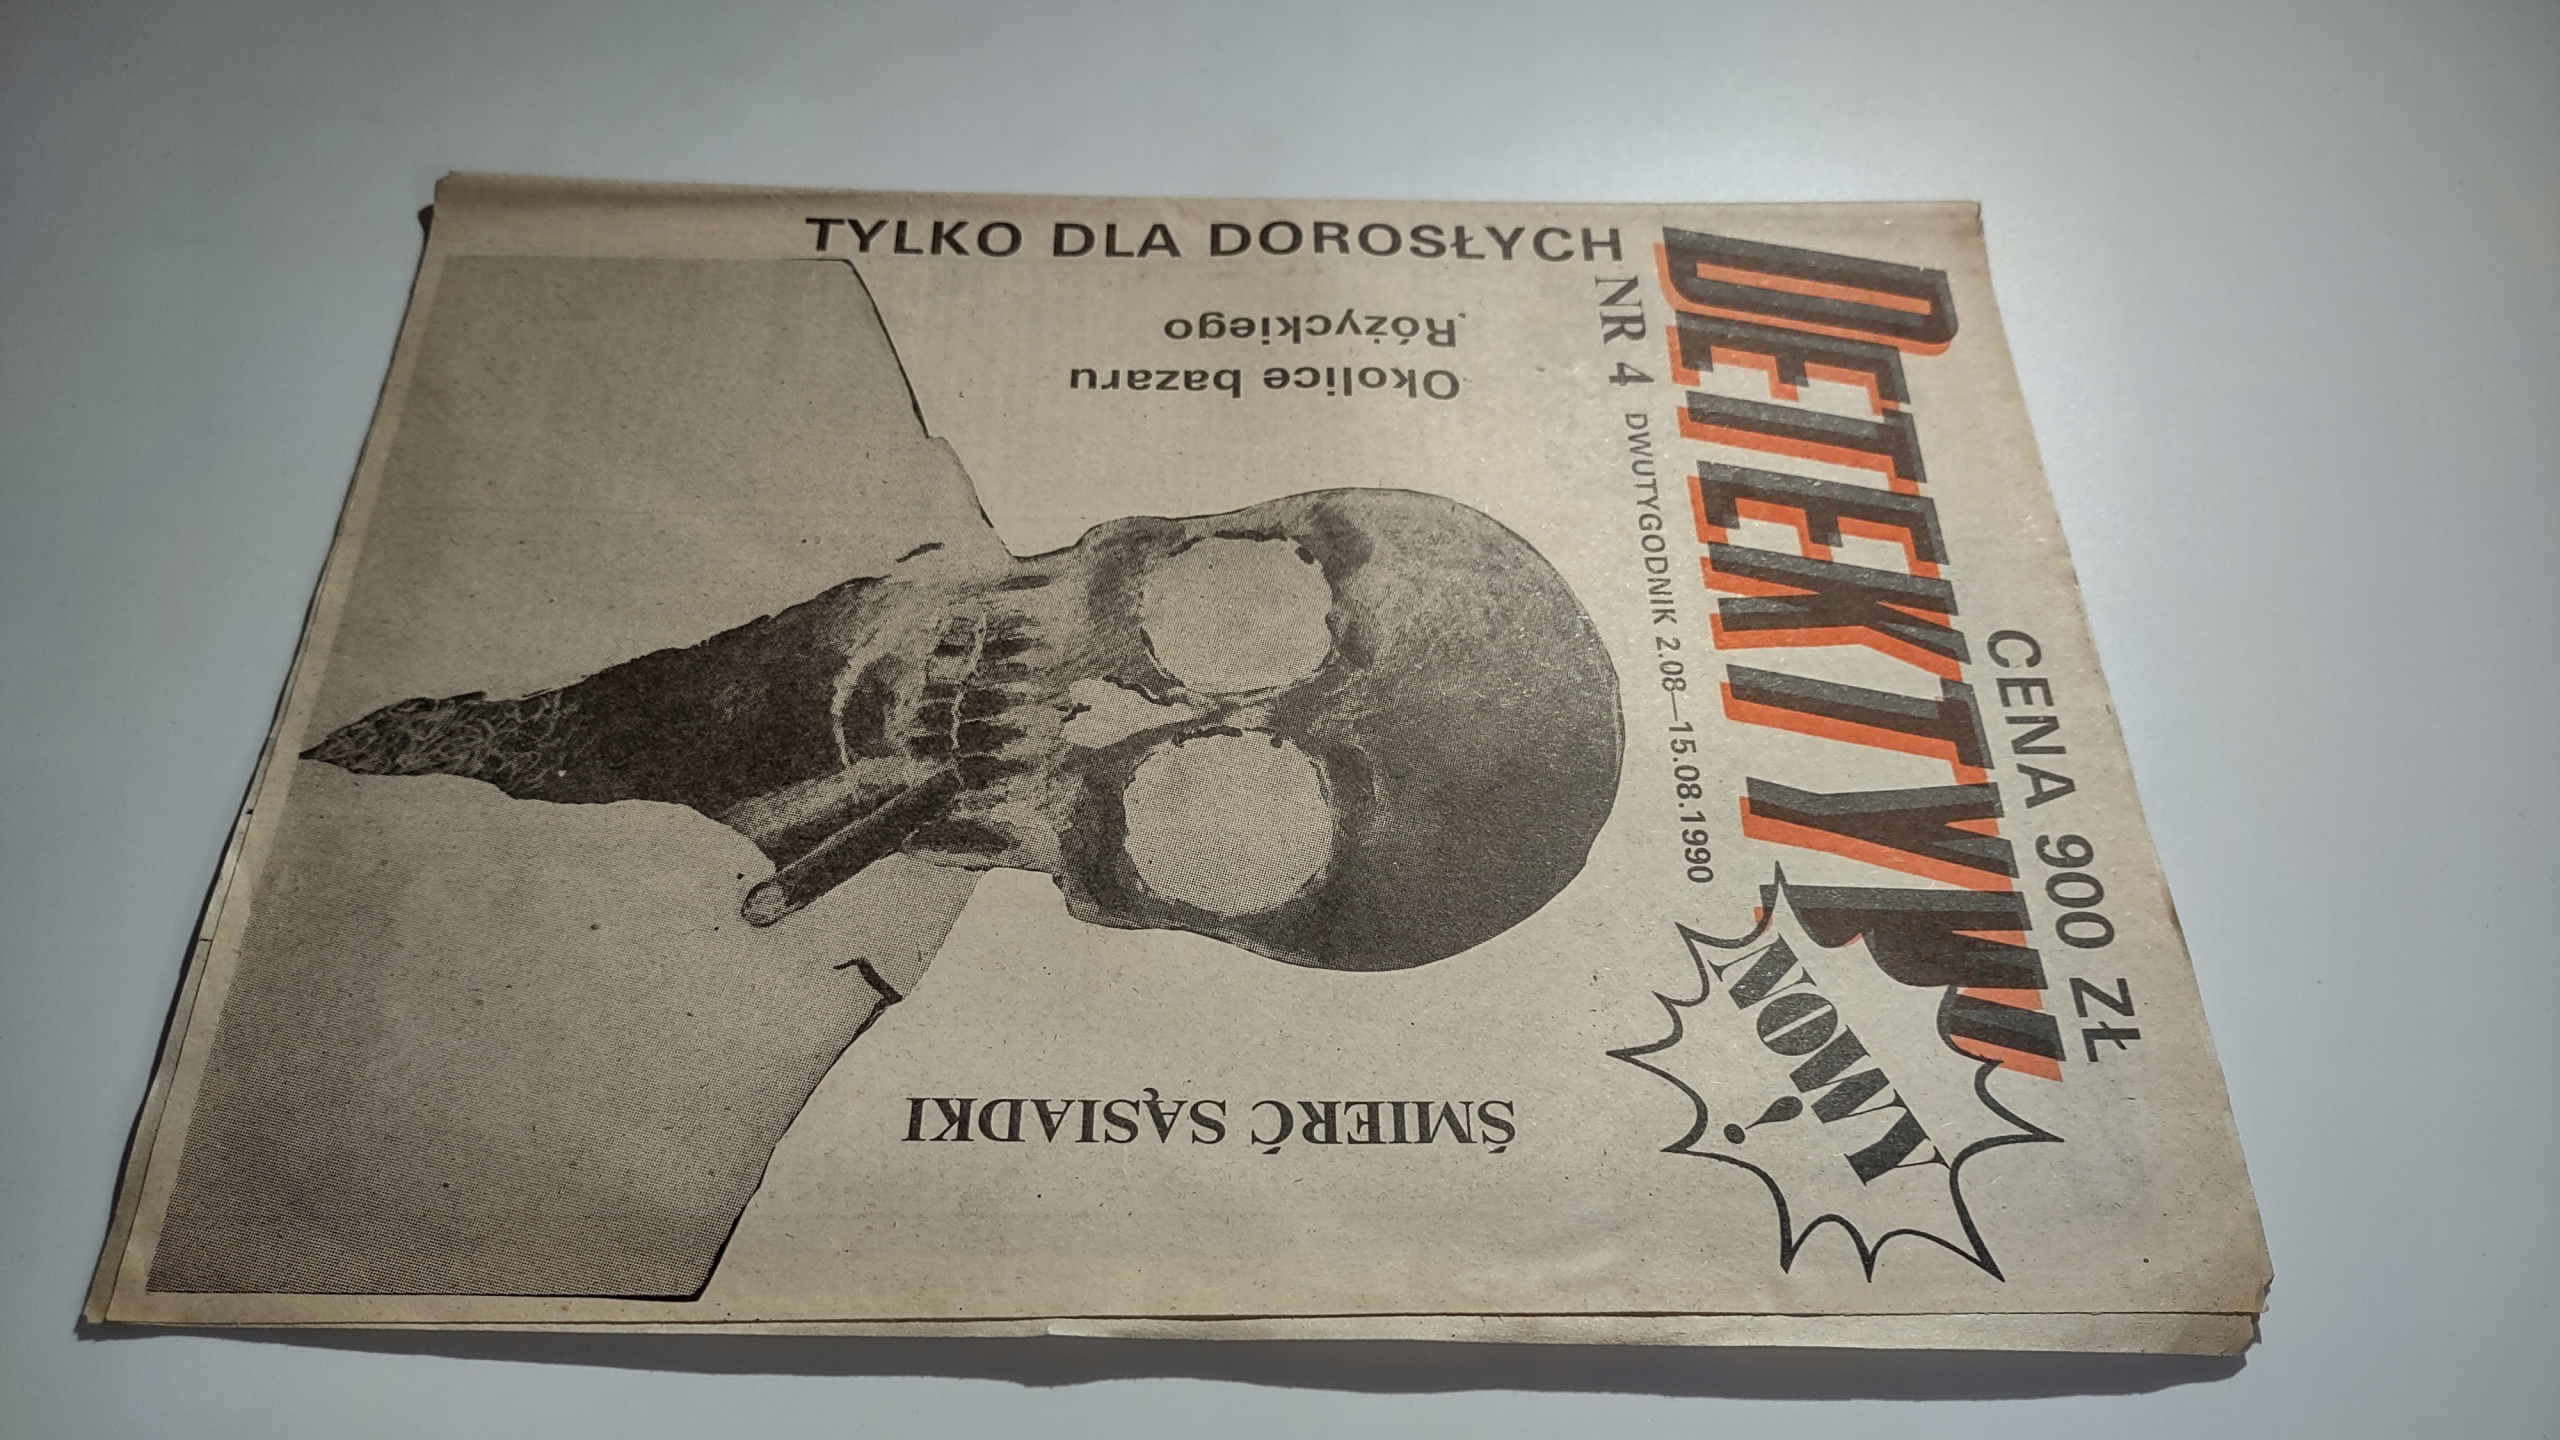 CENA 900 ZŁ
DETEKTYW
NOWY!
NR 4 DWUTYGODNIK 2.08—15.08.1990
TYLKO DLA DOROSŁYCH
Okolice bazaru
Różyckiego
ŚMIERĆ SĄSIADKI